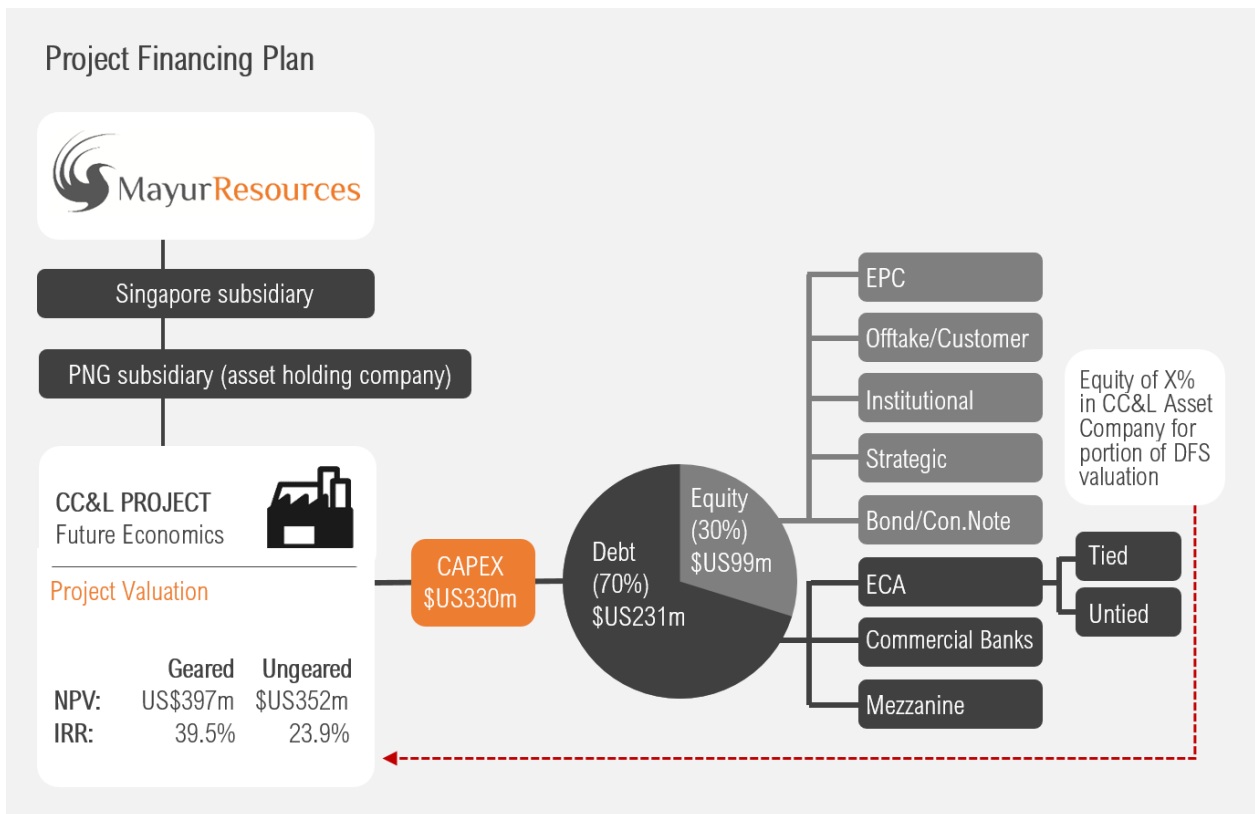 Project Financing Plan
MayurResources
Singapore subsidiary
PNG subsidiary (asset holding company)
CC&L PROJECT
Future Economics
Project Valuation
Geared Ungeared
NPV: US$397m $US352m
IRR: 39.5% 23.9%
CAPEX
$US330m
Debt
(70%)
$US231m
Equity
(30%)
$US99m
EPC
Offtake/Customer
Institutional
Strategic
Bond/Con.Note
ECA
Commercial Banks
Mezzanine
Tied
Untied
Equity of X%
in CC&L Asset
Company for
portion of DFS
valuation